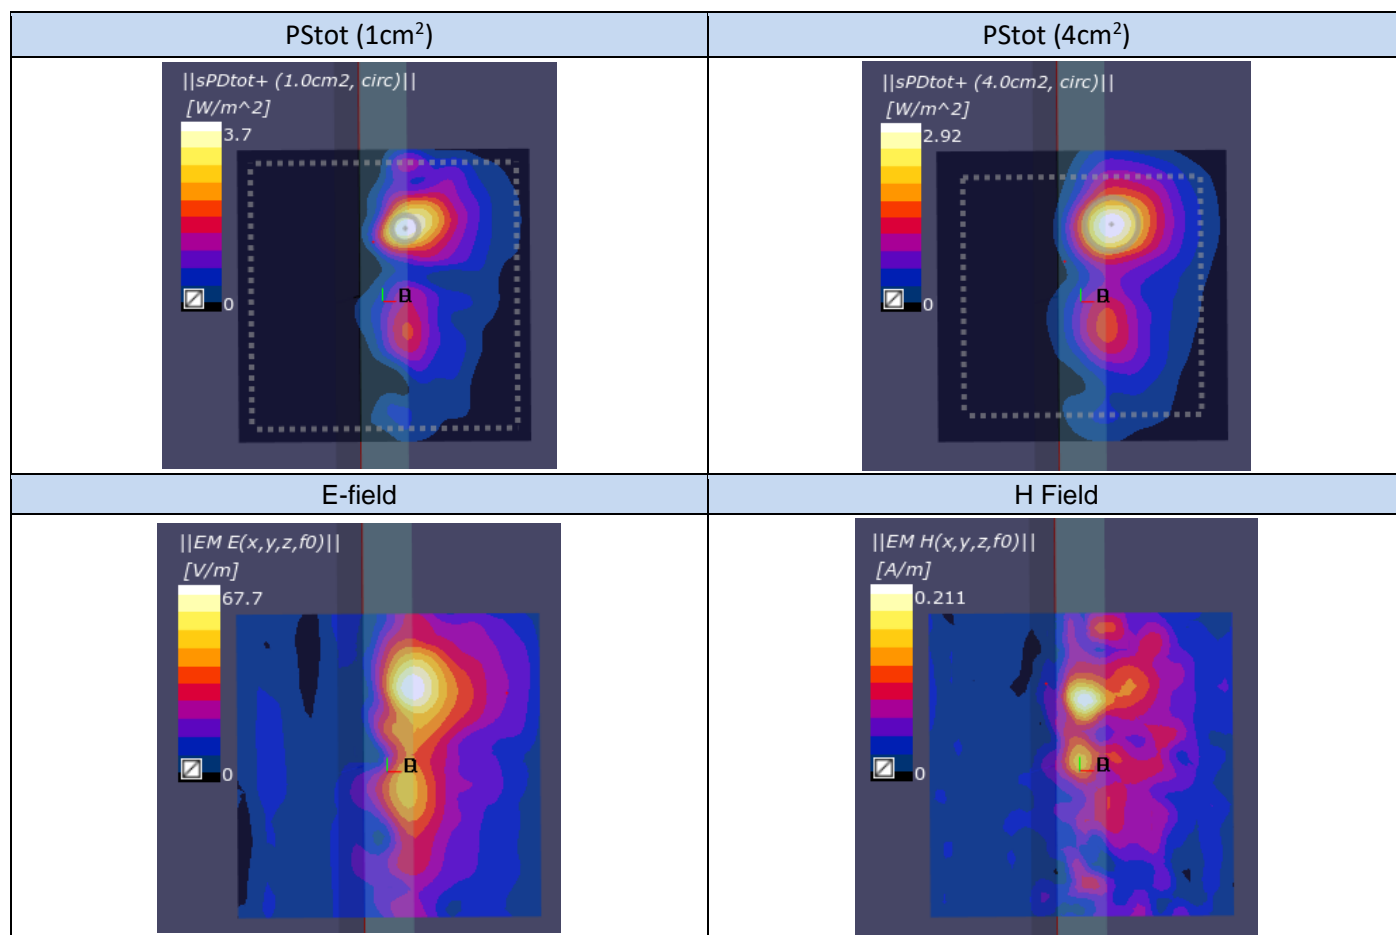 PStot (1cm²)
PStot (4cm²)
||sPDtot+ (1.0cm2, circ)||
[W/m^2]
3.7
0
||sPDtot+ (4.0cm2, circ)||
[W/m^2]
2.92
0
E-field
H Field
||EM E(x,y,z,f0)||
[V/m]
67.7
0
||EM H(x,y,z,f0)||
[A/m]
0.211
0